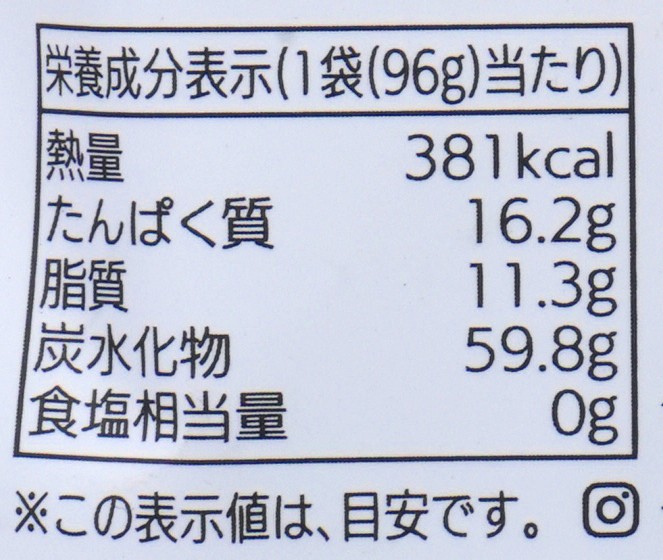 栄養成分表示(1袋(96g)当たり)
熱量 381kcal
たんぱく質 16.2g
脂質 11.3g
炭水化物 59.8g
食塩相当量 0g
※この表示値は、目安です。